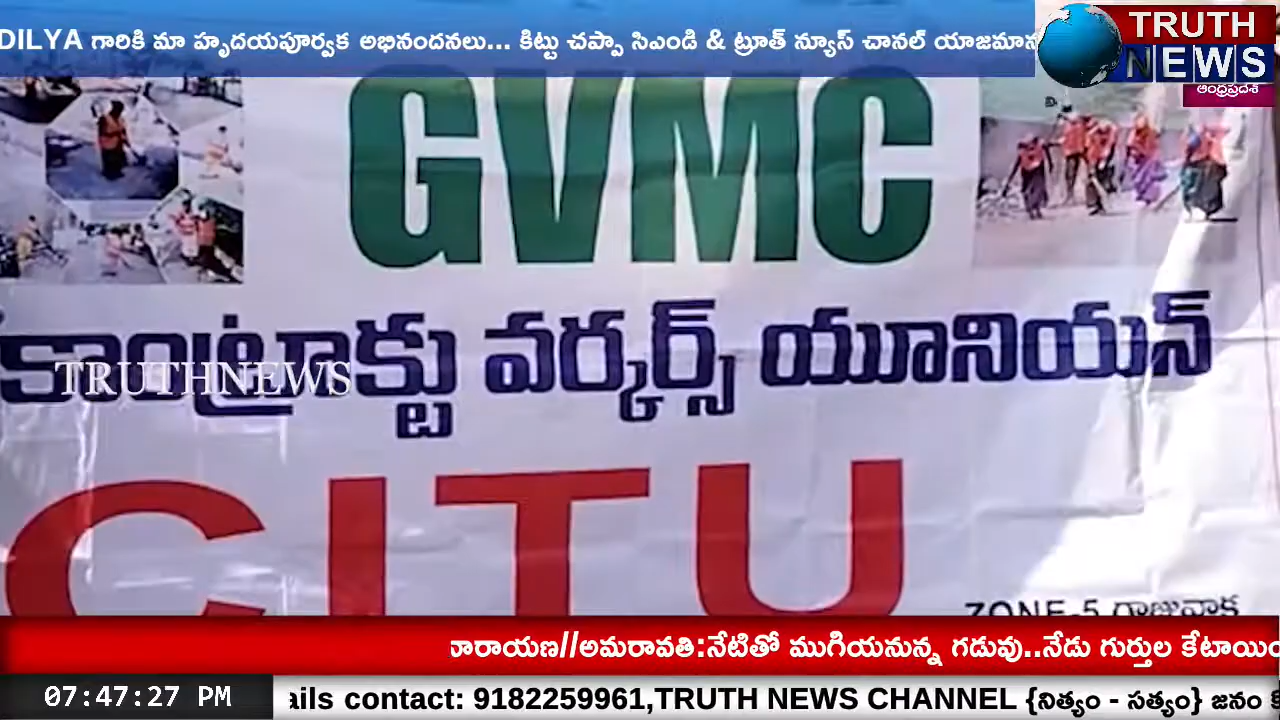 DILYA గారికి మా హృదయపూర్వక అభినందనలు... కిట్టు చప్పా సిఎండి & ట్రూత్ న్యూస్ చానల్ యాజమాన
TRUTH
NEWS
ఆంధ్రప్రదేశ్
GVMC
కాంట్రాక్టు వర్కర్స్ యూనియన్
TRUTHNEWS
CITU
ZONE-5 గాజువాక
నారాయణ//అమరావతి:నేటితో ముగియనున్న గడువు..నేడు గుర్తుల కేటాయిం
07:47:27 PM
ails contact: 9182259961,TRUTH NEWS CHANNEL {నిత్యం - సత్యం} జనం క